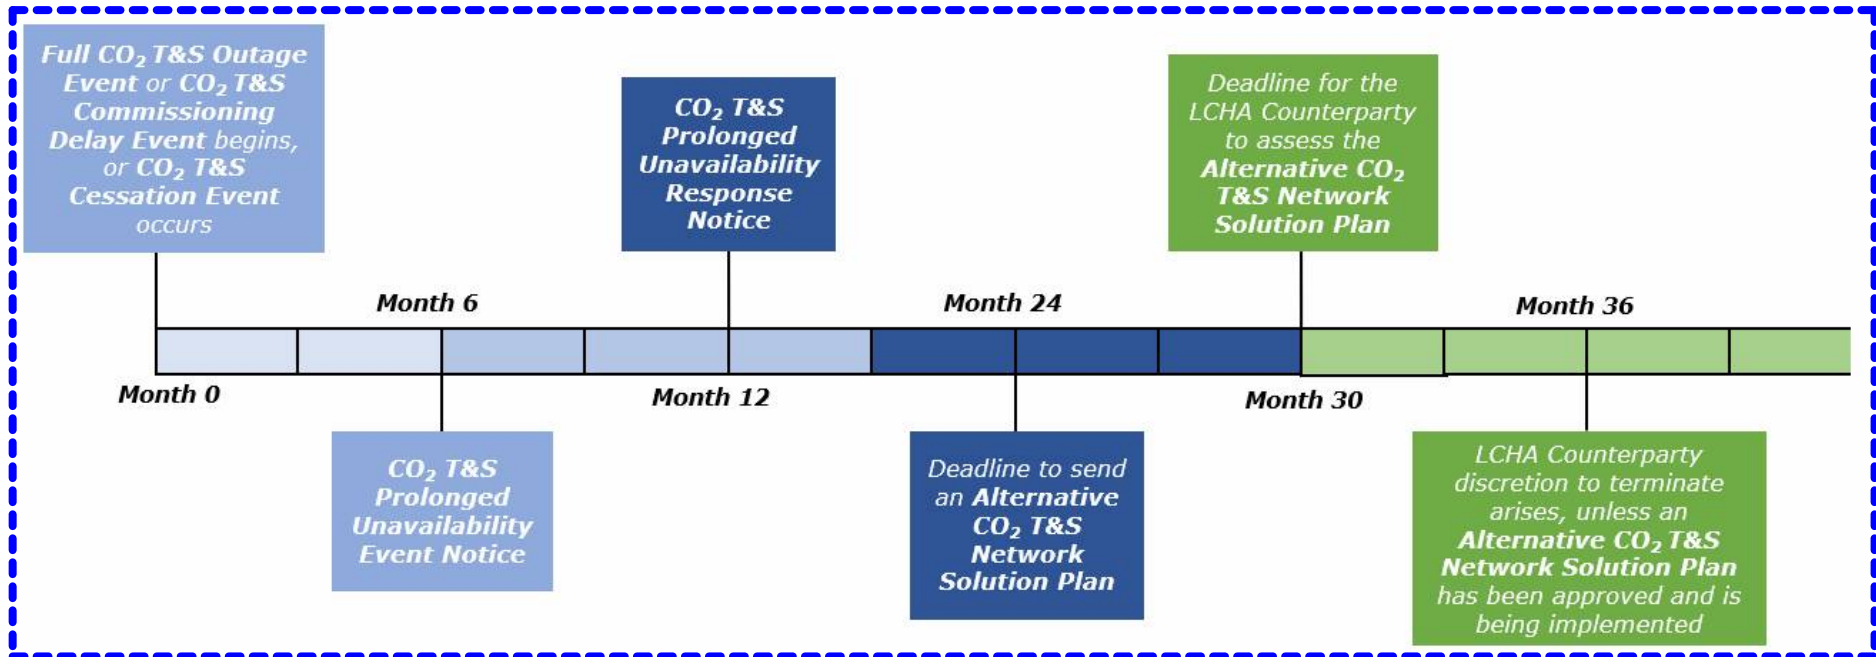 Full CO₂ T&S Outage
Event or CO₂ T&S
Commissioning
Delay Event begins,
or CO₂ T&S
Cessation Event
occurs
CO₂ T&S
Prolonged
Unavailability
Response
Notice
Deadline for the
LCHA Counterparty
to assess the
Alternative CO₂
T&S Network
Solution Plan
Month 6
Month 24
Month 36
Month 0
Month 12
Month 30
CO₂ T&S
Prolonged
Unavailability
Event Notice
Deadline to send
an Alternative
CO₂ T&S
Network
Solution Plan
LCHA Counterparty
discretion to terminate
arises, unless an
Alternative CO₂ T&S
Network Solution Plan
has been approved and is
being implemented